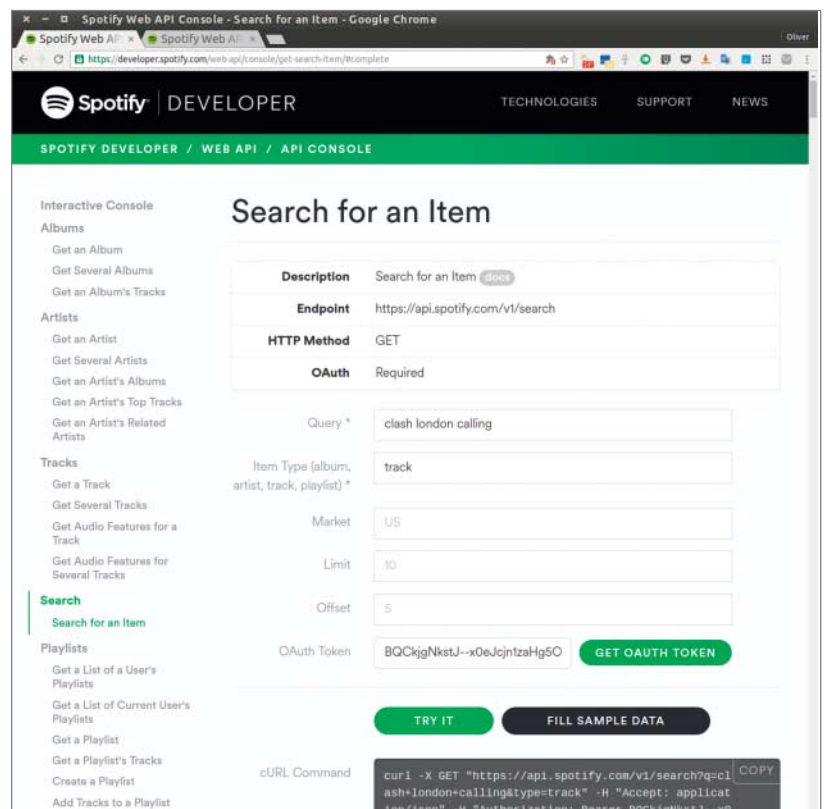 Spotify Web API Console - Search for an Item - Google Chrome
Spotify Web AP
Spotify Web AP
Oliver
https://developer.spotify.com/web-api/console/get-search-item/#complete
Spotify DEVELOPER
TECHNOLOGIES SUPPORT NEWS
SPOTIFY DEVELOPER / WEB API / API CONSOLE
Interactive Console
Albums
Get an Album
Get Several Albums
Get an Album's Tracks
Artists
Get an Artist
Get Several Artists
Get an Artist's Albums
Get an Artist's Top Tracks
Get an Artist's Related
Artists
Tracks
Get a Track
Get Several Tracks
Get Audio Features for a
Track
Get Audio Features for
Several Tracks
Search
Search for an Item
Playlists
Get a List of a User's
Playlists
Get a List of Current User's
Playlists
Get a Playlist
Get a Playlist's Tracks
Create a Playlist
Add Tracks to a Playlist
Search for an Item
Description Search for an Item docs
Endpoint https://api.spotify.com/v1/search
HTTP Method GET
OAuth Required
Query * clash london calling
Item Type (album,
artist, track, playlist) *
track
Market US
Limit 10
Offset 5
OAuth Token BQCkjgNkstJ--x0eJcjn1zaHg5O GET OAUTH TOKEN
TRY IT FILL SAMPLE DATA
cURL Command
COPY
curl -X GET "https://api.spotify.com/v1/search?q=cl
ash+london+calling&type=track" -H "Accept: applicat
ion/json" -H "Authorization: Bearer